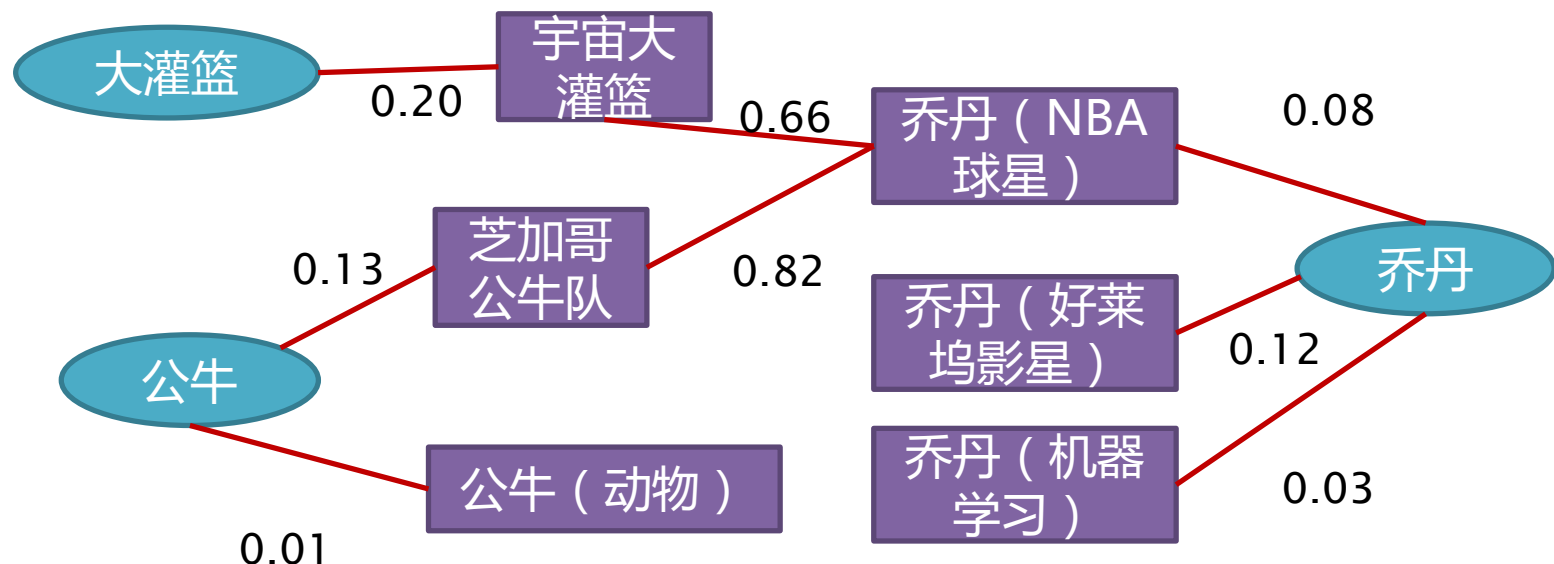 大灌篮
0.20
宇宙大
灌篮
0.66
乔丹（NBA
球星）
0.08
芝加哥
公牛队
0.13
0.82
乔丹
公牛
乔丹（好莱
坞影星）
0.12
公牛（动物）
乔丹（机器
学习）
0.03
0.01